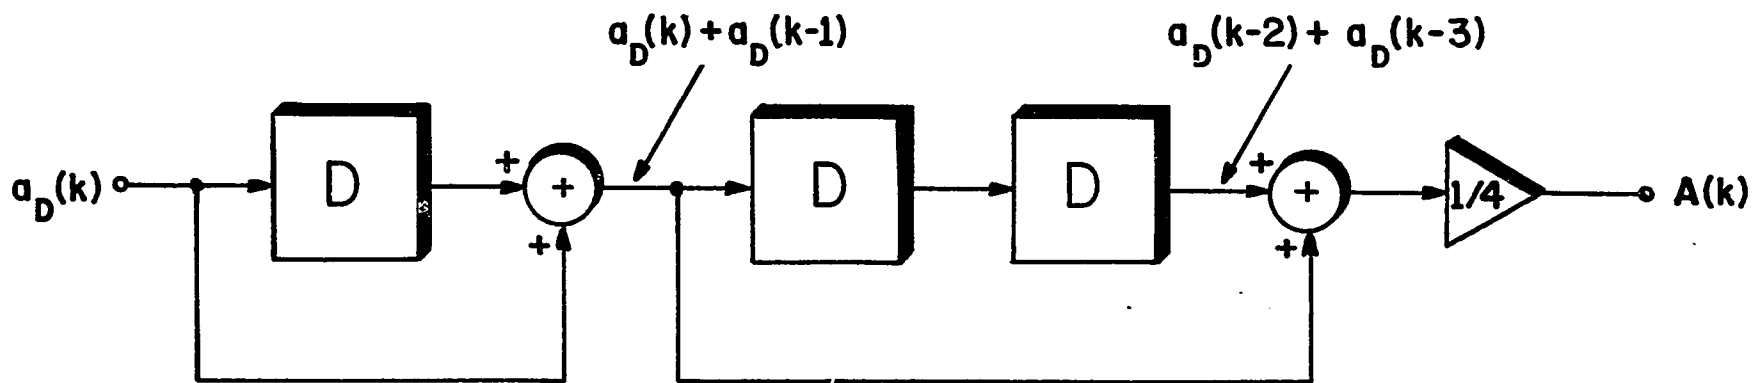 a_D(k) + a_D(k-1)
a_D(k-2) + a_D(k-3)
a_D(k)
D
+
+
+
D
D
+
+
+
1/4
A(k)